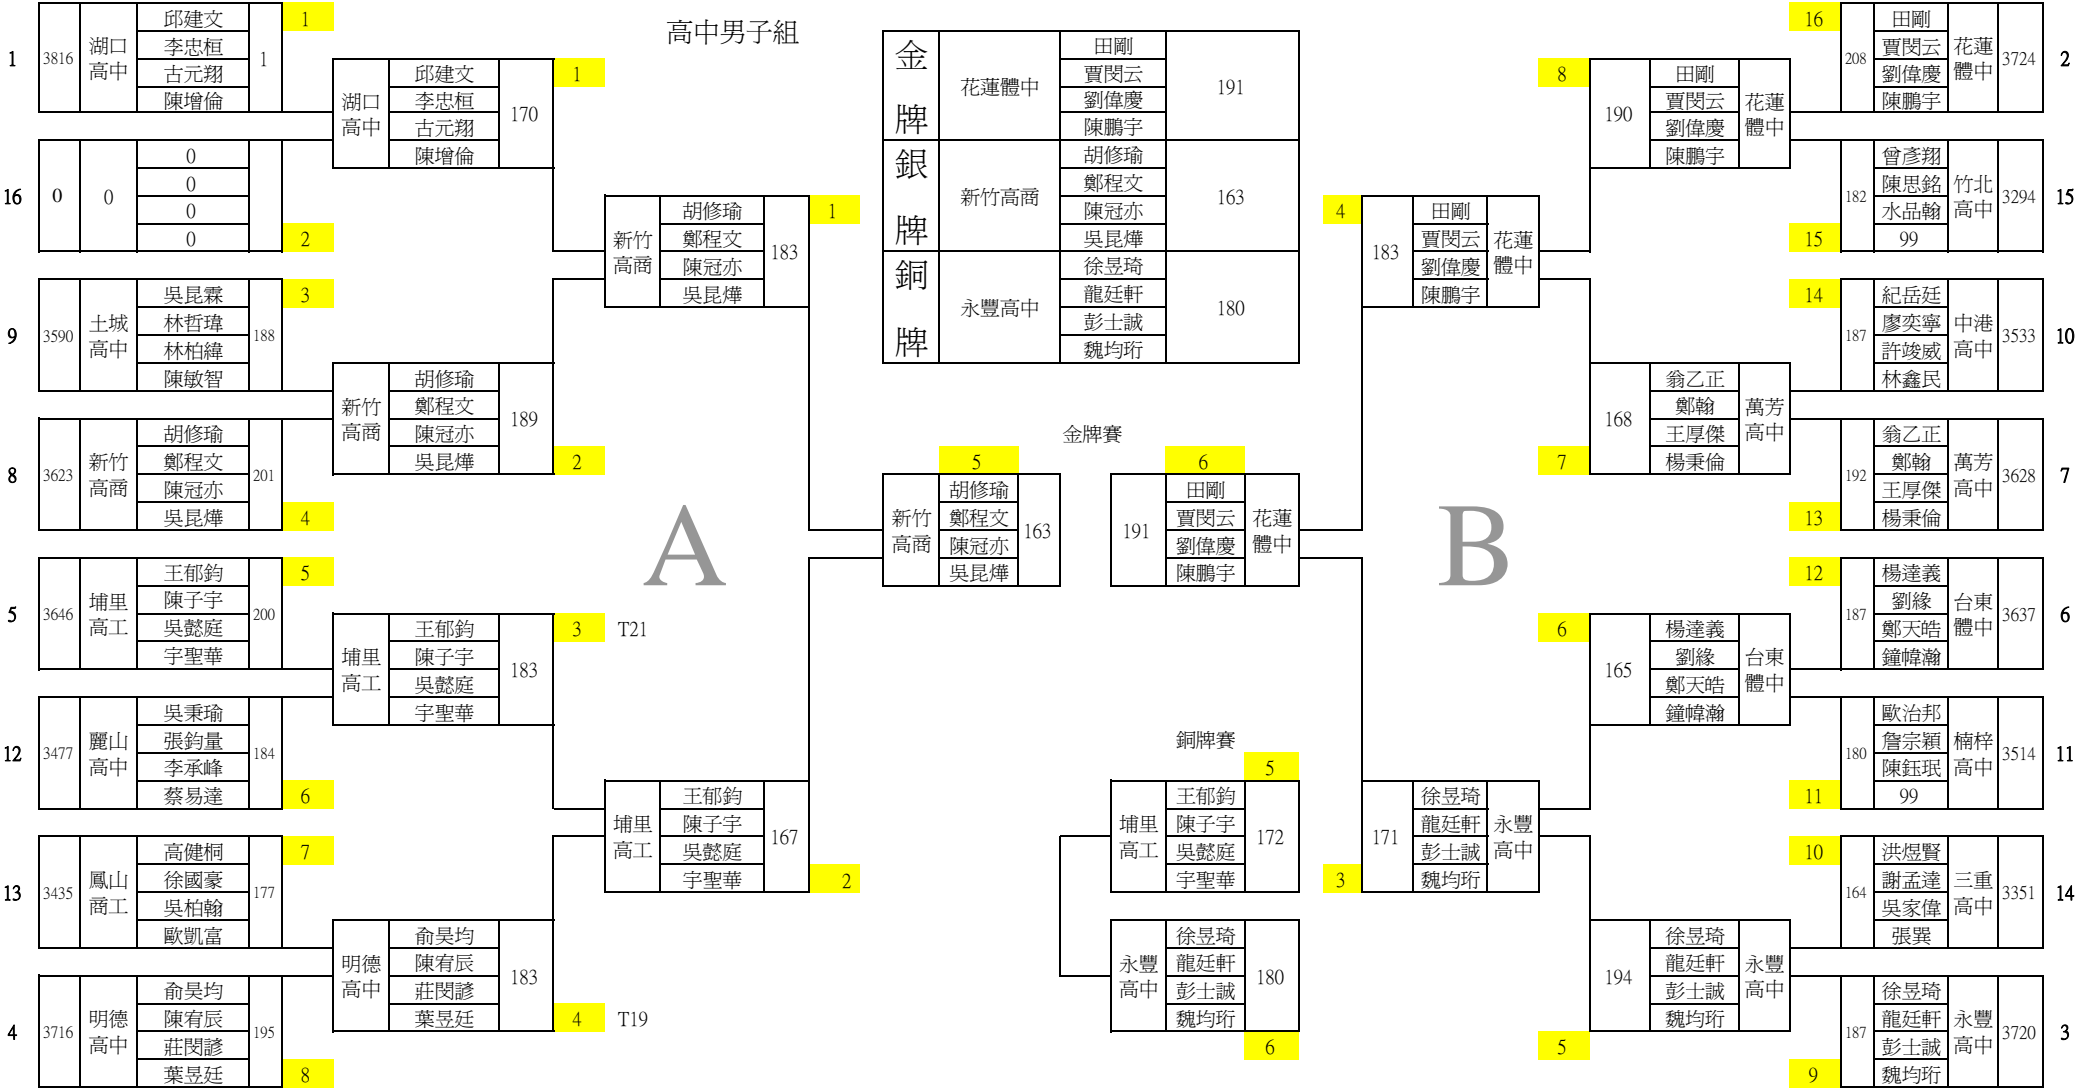 高中男子組
1
3816
湖口
高中
邱建文
李忠桓
古元翔
陳增倫
1
1
16
0
0
0
0
0
0
2
9
3590
土城
高中
吳昆霖
林哲瑋
林柏緯
陳敏智
188
3
8
3623
新竹
高商
胡修瑜
鄭程文
陳冠亦
吳昆燁
201
4
5
3646
埔里
高工
王郁鈞
陳子宇
吳懿庭
宇聖華
200
5
12
3477
麗山
高中
吳秉瑜
張鈞量
李承峰
蔡易達
184
6
13
3435
鳳山
商工
高健桐
徐國豪
吳柏翰
歐凱富
177
7
4
3716
明德
高中
俞昊均
陳宥辰
莊閔諺
葉昱廷
195
8
湖口
高中
邱建文
李忠桓
古元翔
陳增倫
170
1
新竹
高商
胡修瑜
鄭程文
陳冠亦
吳昆燁
189
2
埔里
高工
王郁鈞
陳子宇
吳懿庭
宇聖華
183
3
T21
明德
高中
俞昊均
陳宥辰
莊閔諺
葉昱廷
183
4
T19
新竹
高商
胡修瑜
鄭程文
陳冠亦
吳昆燁
183
1
埔里
高工
王郁鈞
陳子宇
吳懿庭
宇聖華
167
2
A
金
牌
花蓮體中
田剛
賈閔云
劉偉慶
陳鵬宇
191
銀
牌
新竹高商
胡修瑜
鄭程文
陳冠亦
吳昆燁
163
銅
牌
永豐高中
徐昱琦
龍廷軒
彭士誠
魏均珩
180
金牌賽
5
新竹
高商
胡修瑜
鄭程文
陳冠亦
吳昆燁
163
6
191
田剛
賈閔云
劉偉慶
陳鵬宇
花蓮
體中
銅牌賽
5
埔里
高工
王郁鈞
陳子宇
吳懿庭
宇聖華
172
永豐
高中
徐昱琦
龍廷軒
彭士誠
魏均珩
180
6
B
4
183
田剛
賈閔云
劉偉慶
陳鵬宇
花蓮
體中
3
171
徐昱琦
龍廷軒
彭士誠
魏均珩
永豐
高中
8
190
田剛
賈閔云
劉偉慶
陳鵬宇
花蓮
體中
7
168
翁乙正
鄭翰
王厚傑
楊秉倫
萬芳
高中
6
165
楊達義
劉緣
鄭天皓
鐘幃瀚
台東
體中
5
194
徐昱琦
龍廷軒
彭士誠
魏均珩
永豐
高中
16
208
田剛
賈閔云
劉偉慶
陳鵬宇
花蓮
體中
3724
2
15
182
曾彥翔
陳思銘
水品翰
99
竹北
高中
3294
15
14
187
紀岳廷
廖奕寧
許竣威
林鑫民
中港
高中
3533
10
13
192
翁乙正
鄭翰
王厚傑
楊秉倫
萬芳
高中
3628
7
12
187
楊達義
劉緣
鄭天皓
鐘幃瀚
台東
體中
3637
6
11
180
歐治邦
詹宗穎
陳鈺珉
99
楠梓
高中
3514
11
10
164
洪煜賢
謝孟達
吳家偉
張巽
三重
高中
3351
14
9
187
徐昱琦
龍廷軒
彭士誠
魏均珩
永豐
高中
3720
3